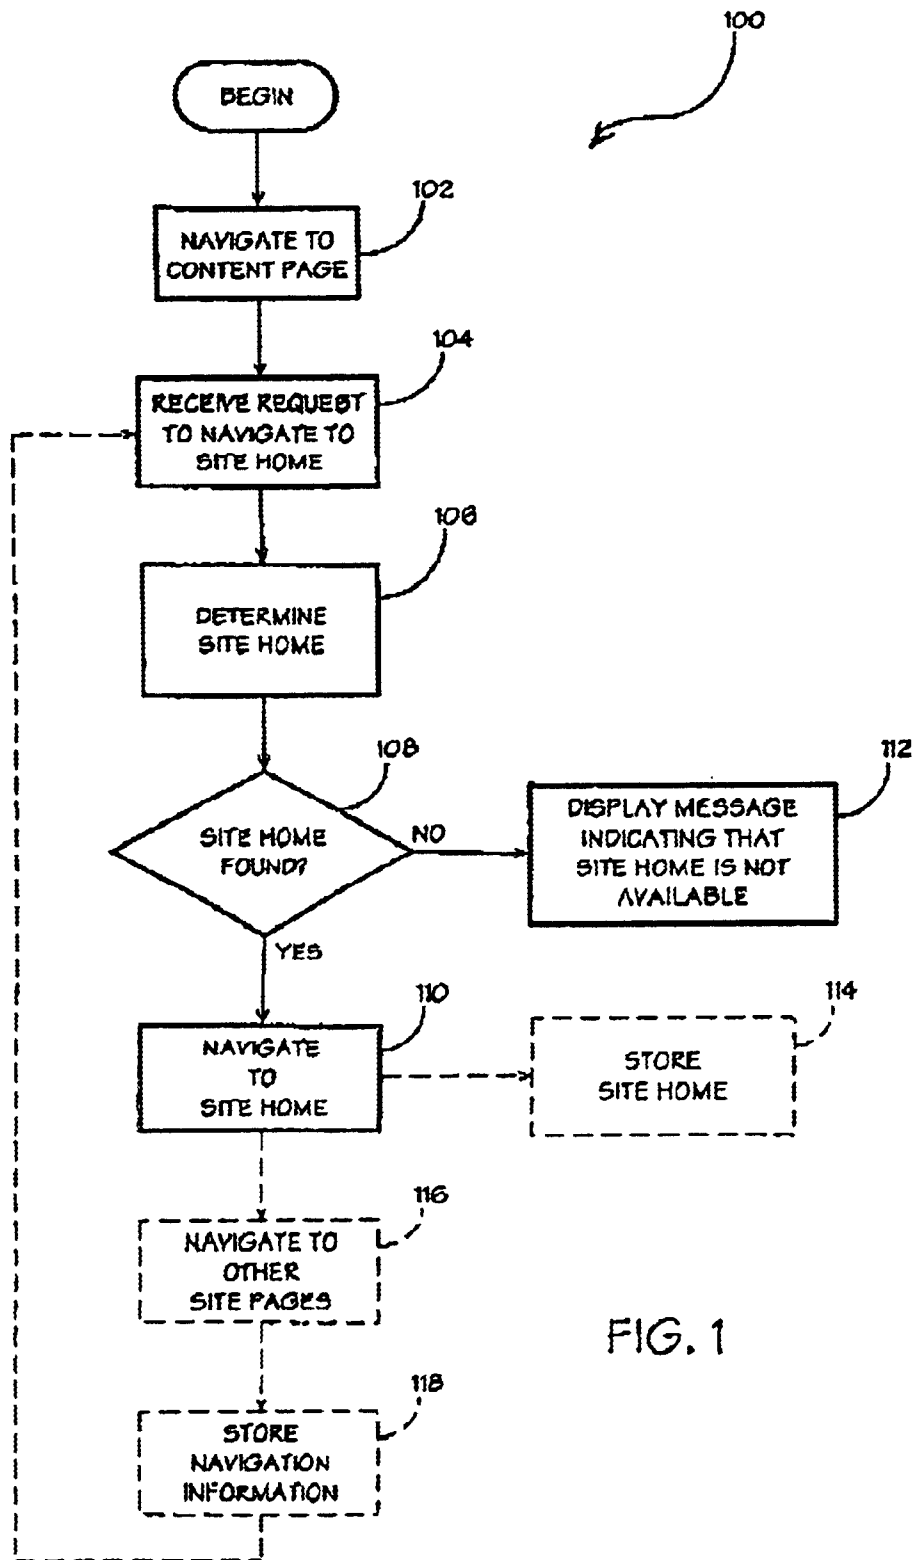 100
BEGIN
102
NAVIGATE TO
CONTENT PAGE
104
RECEIVE REQUEST
TO NAVIGATE TO
SITE HOME
106
DETERMINE
SITE HOME
108
SITE HOME
FOUND?
NO
112
DISPLAY MESSAGE
INDICATING THAT
SITE HOME IS NOT
AVAILABLE
YES
110
NAVIGATE
TO
SITE HOME
114
STORE
SITE HOME
116
NAVIGATE TO
OTHER
SITE PAGES
FIG. 1
118
STORE
NAVIGATION
INFORMATION